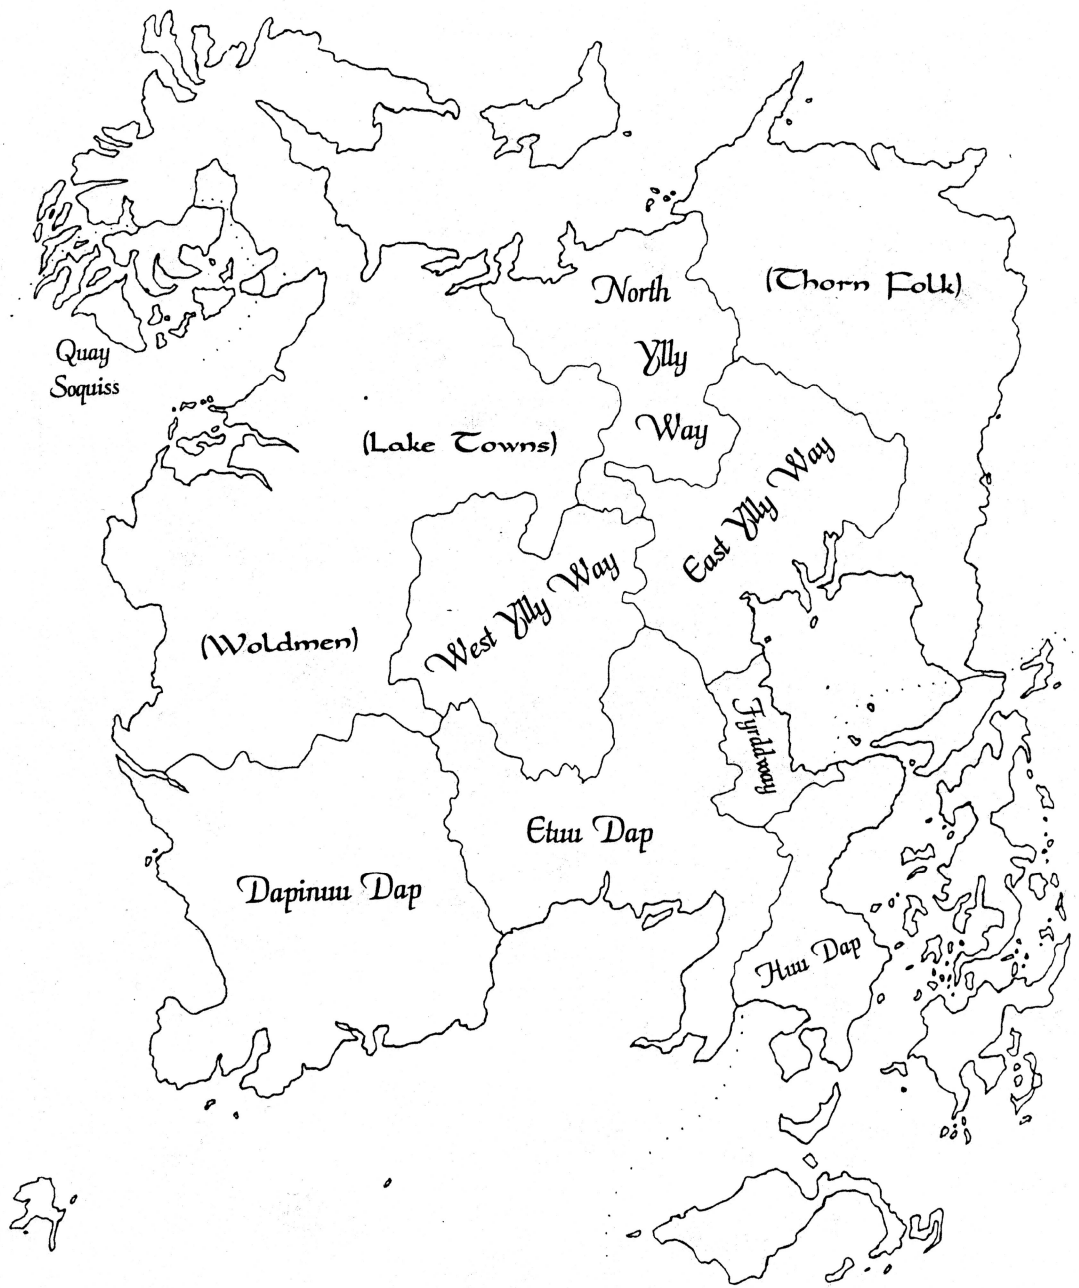 North
(Thorn Folk)
Ylly
Quay
Soquiss
Way
(Lake Towns)
East Ylly Way
West Ylly Way
(Woldmen)
Fyrddway
Etuu Dap
Dapinuu Dap
Huu Dap